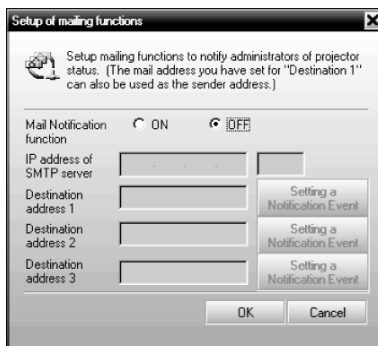 Setup of mailing functions
Setup mailing functions to notify administrators of projector
status. (The mail address you have set for "Destination 1"
can also be used as the sender address.)
Mail Notification
function
ON
OFF
IP address of
SMTP server
Destination
address 1
Setting a
Notification Event
Destination
address 2
Setting a
Notification Event
Destination
address 3
Setting a
Notification Event
OK
Cancel